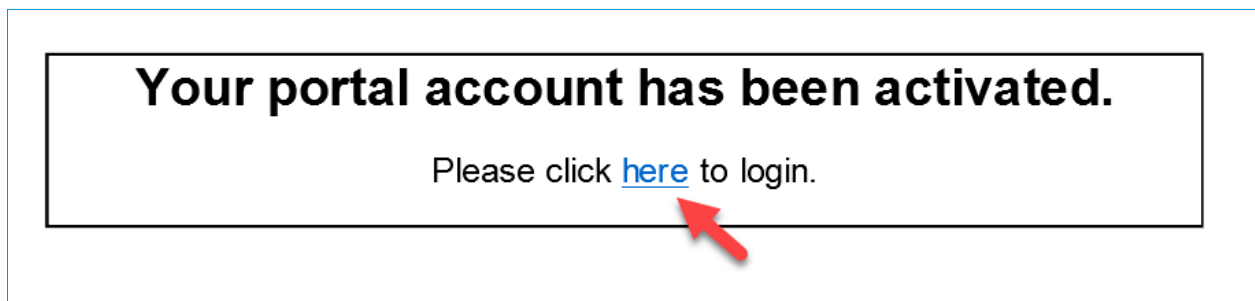 Your portal account has been activated.
Please click here to login.